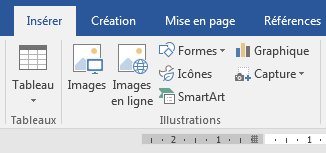 Insérer Création Mise en page Références
Formes Graphique
Icônes Capture
Tableau Images Images en ligne SmartArt
Tableaux Illustrations
2 1 1